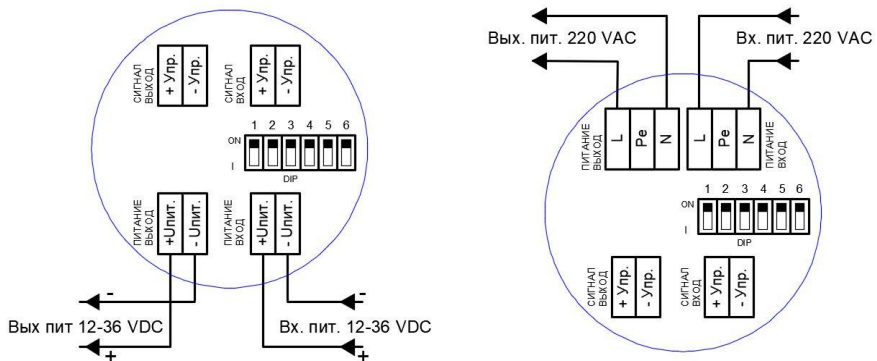 СИГНАЛ
ВЫХОД
+ Упр.
- Упр.
СИГНАЛ
ВХОД
+ Упр.
- Упр.
1 2 3 4 5 6
ON
I
DIP
ПИТАНИЕ
ВЫХОД
+Uпит.
- Uпит.
ПИТАНИЕ
ВХОД
+Uпит.
- Uпит.
-
-
Вых пит 12-36 VDC
Вх. пит. 12-36 VDC
+
+
Вых. пит. 220 VAC
Вх. пит. 220 VAC
ПИТАНИЕ
ВЫХОД
L
Pe
N
L
Pe
N
ПИТАНИЕ
ВХОД
1 2 3 4 5 6
ON
I
DIP
СИГНАЛ
ВЫХОД
+ Упр.
- Упр.
СИГНАЛ
ВХОД
+ Упр.
- Упр.